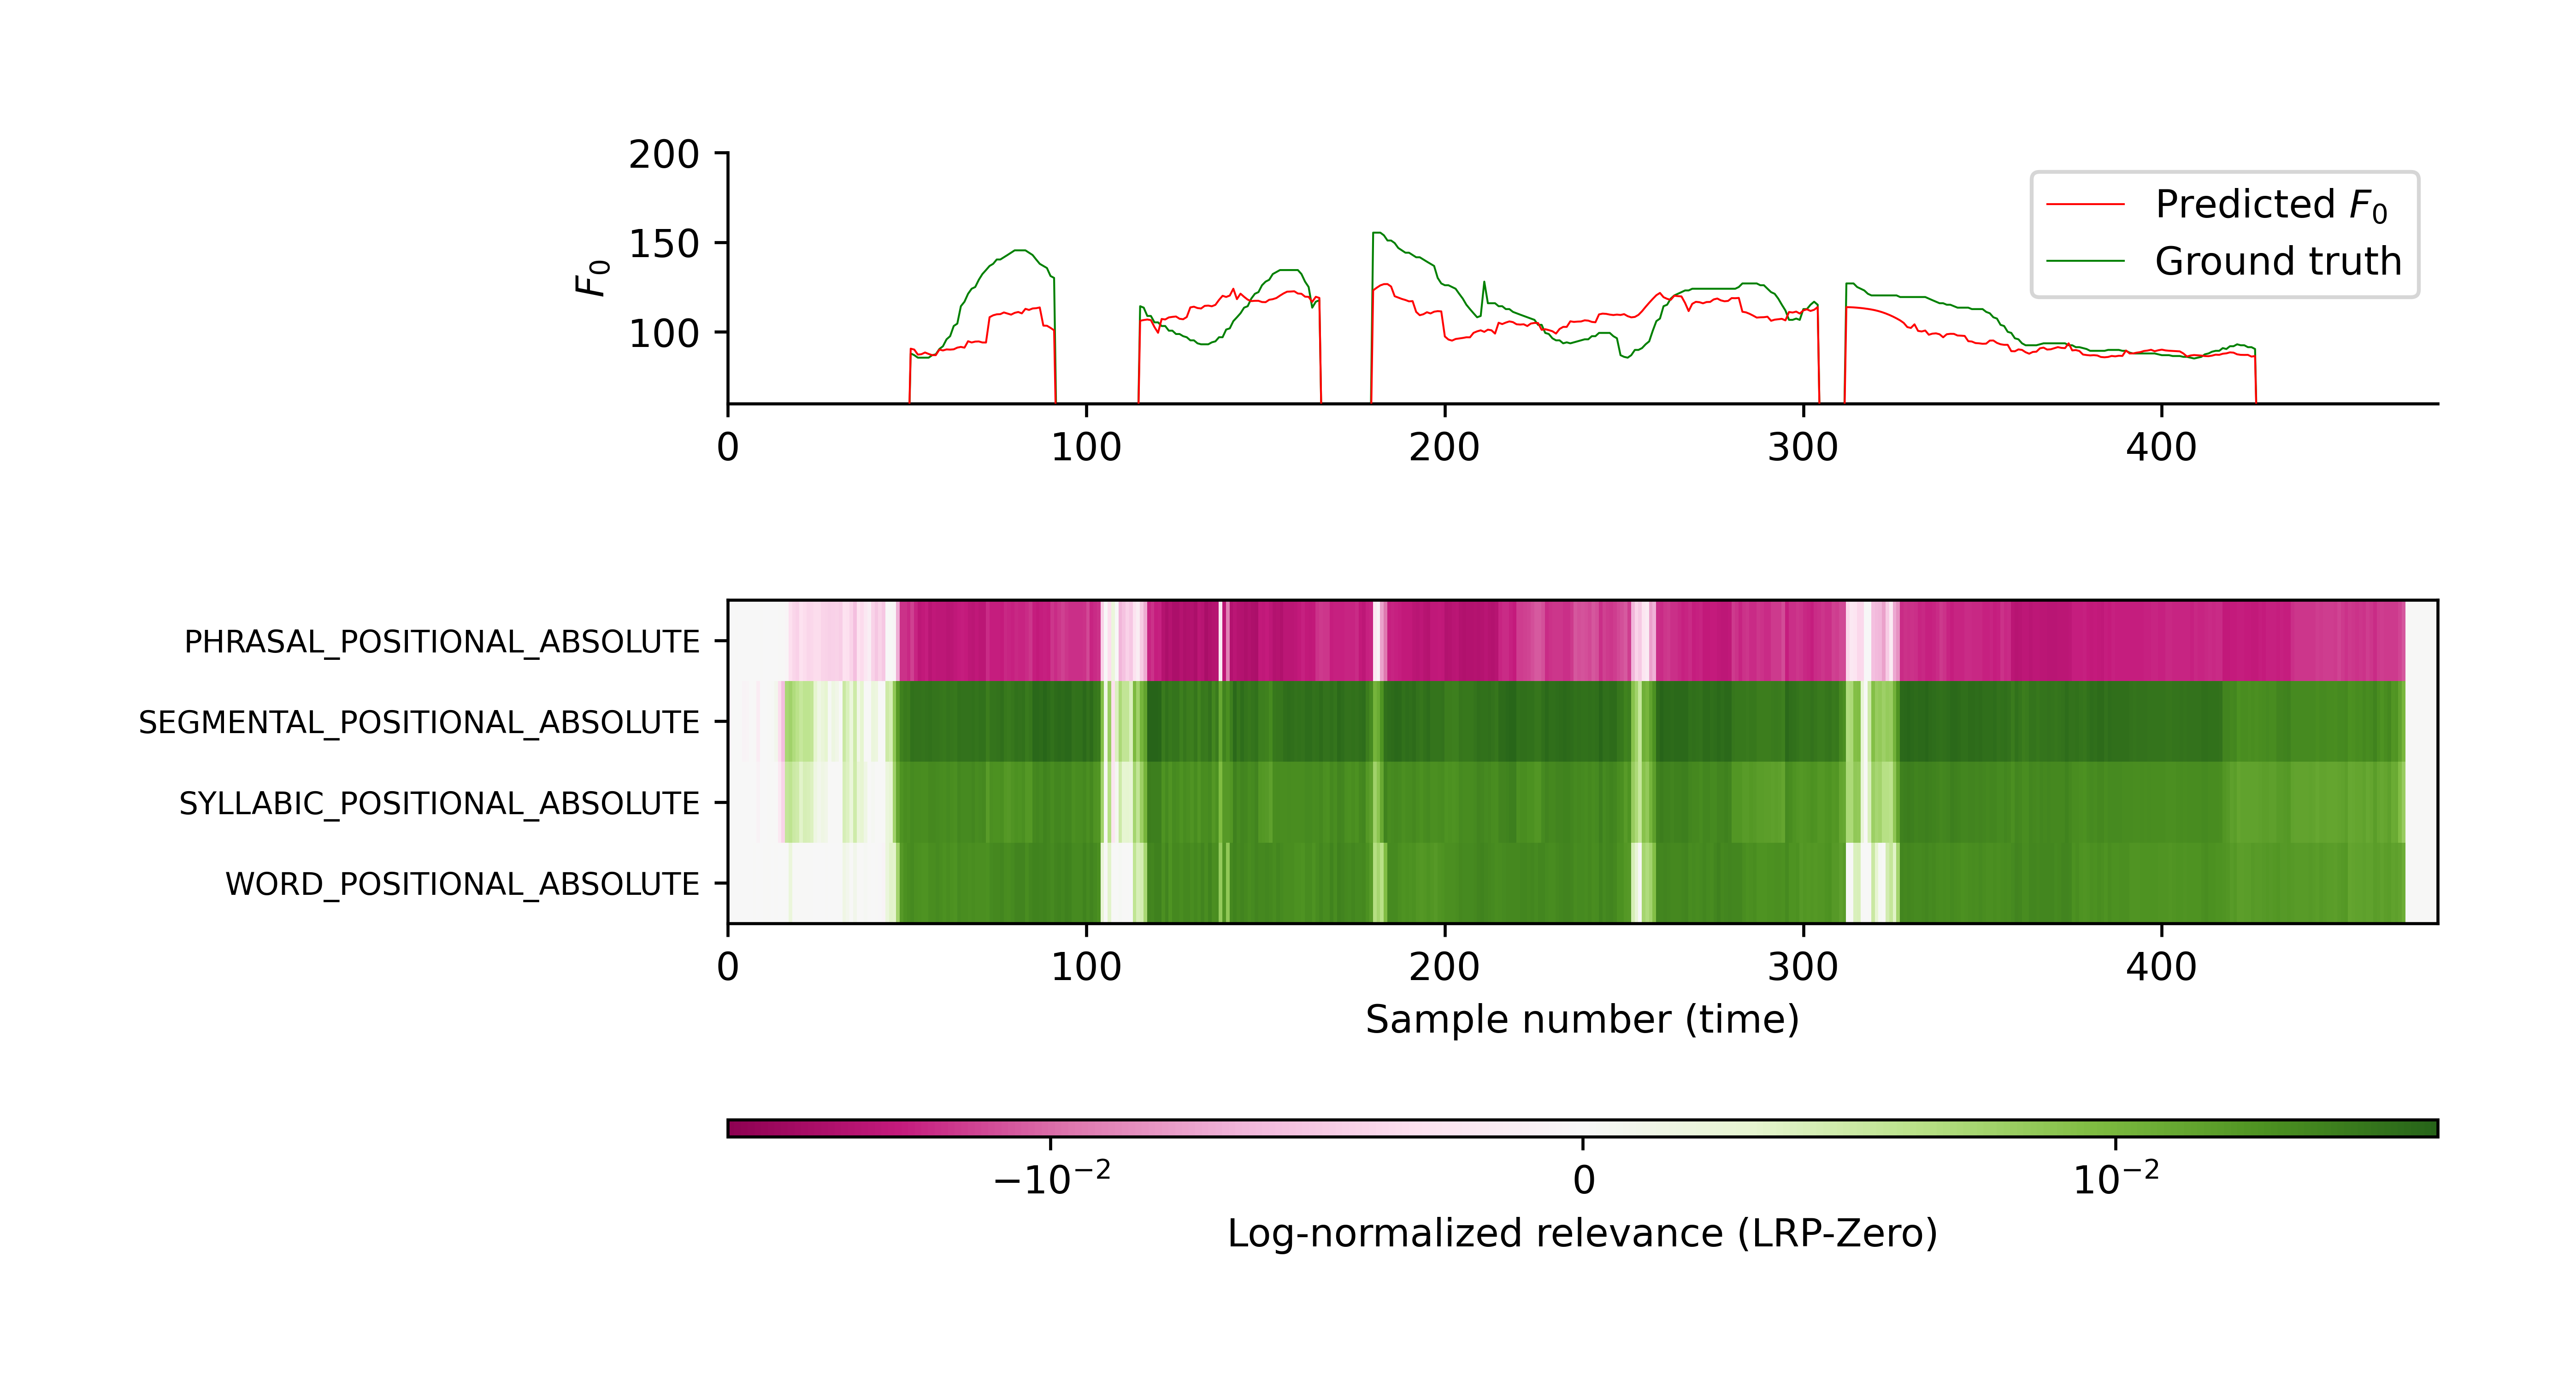 200
150
100
F₀
Predicted F₀
Ground truth
0 100 200 300 400
PHRASAL_POSITIONAL_ABSOLUTE
SEGMENTAL_POSITIONAL_ABSOLUTE
SYLLABIC_POSITIONAL_ABSOLUTE
WORD_POSITIONAL_ABSOLUTE
0 100 200 300 400
Sample number (time)
−10⁻² 0 10⁻²
Log-normalized relevance (LRP-Zero)